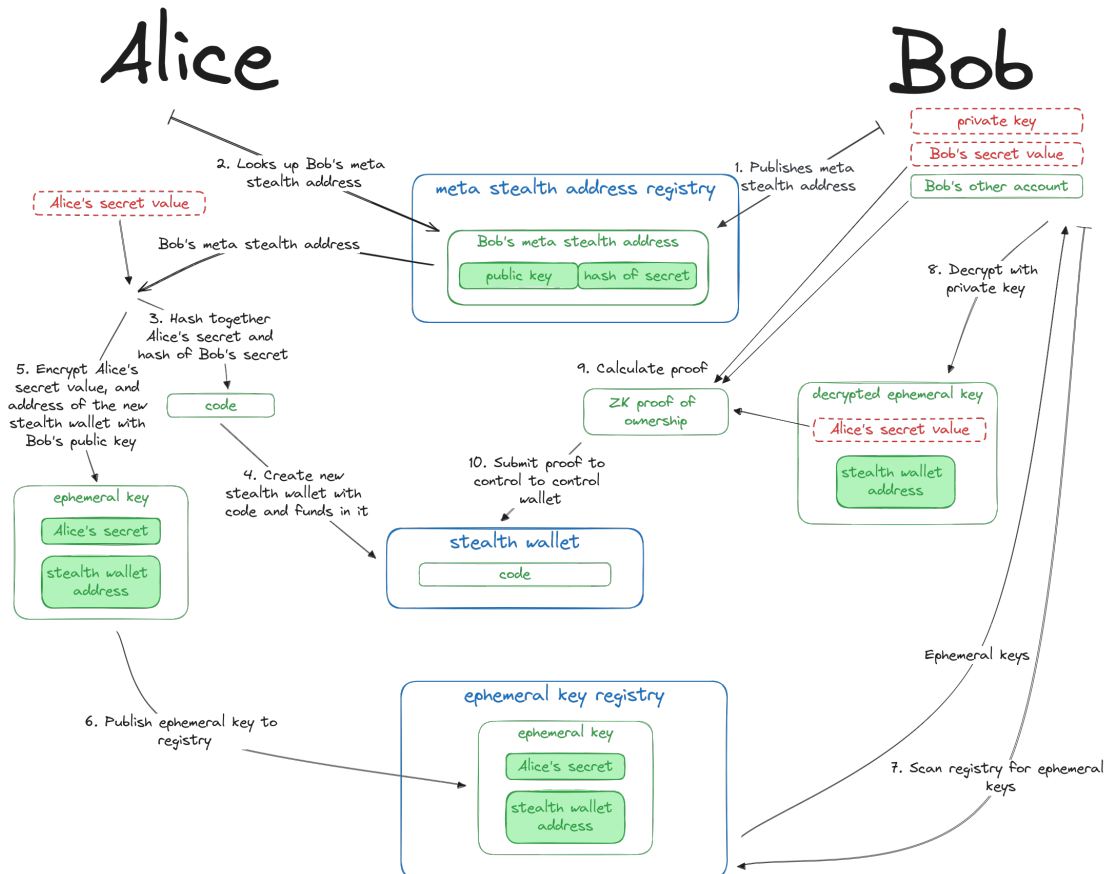 Alice
Bob
private key
Bob's secret value
Bob's other account
1. Publishes meta
stealth address
2. Looks up Bob's meta
stealth address
meta stealth address registry
Bob's meta stealth address
public key
hash of secret
Alice's secret value
Bob's meta stealth address
3. Hash together
Alice's secret and
hash of Bob's secret
code
5. Encrypt Alice's
secret value, and
address of the new
stealth wallet with
Bob's public key
4. Create new
stealth wallet with
code and funds in it
ephemeral key
Alice's secret
stealth wallet
address
8. Decrypt with
private key
9. Calculate proof
ZK proof of
ownership
decrypted ephemeral key
Alice's secret value
stealth wallet
address
10. Submit proof to
control to control
wallet
stealth wallet
code
6. Publish ephemeral key to
registry
ephemeral key registry
ephemeral key
Alice's secret
stealth wallet
address
Ephemeral keys
7. Scan registry for ephemeral
keys